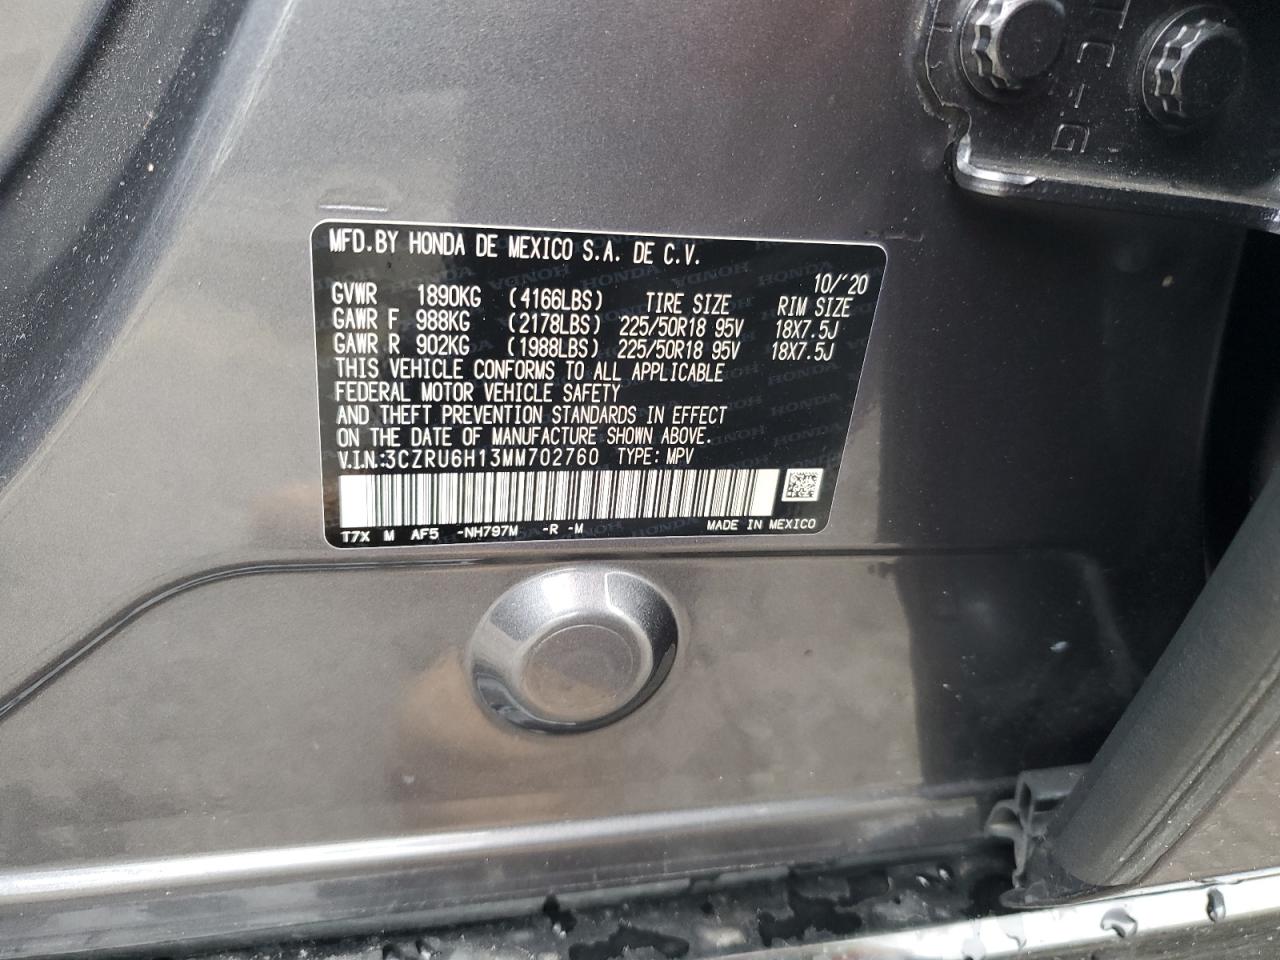 MFD.BY HONDA DE MEXICO S.A. DE C.V.
10/'20
GVWR 1890KG (4166LBS) TIRE SIZE RIM SIZE
GAWR F 988KG (2178LBS) 225/50R18 95V 18X7.5J
GAWR R 902KG (1988LBS) 225/50R18 95V 18X7.5J
THIS VEHICLE CONFORMS TO ALL APPLICABLE
FEDERAL MOTOR VEHICLE SAFETY
AND THEFT PREVENTION STANDARDS IN EFFECT
ON THE DATE OF MANUFACTURE SHOWN ABOVE.
V.I.N.:3CZRU6H13MM702760 TYPE: MPV
T7X M AF5 -NH797M -R -M MADE IN MEXICO